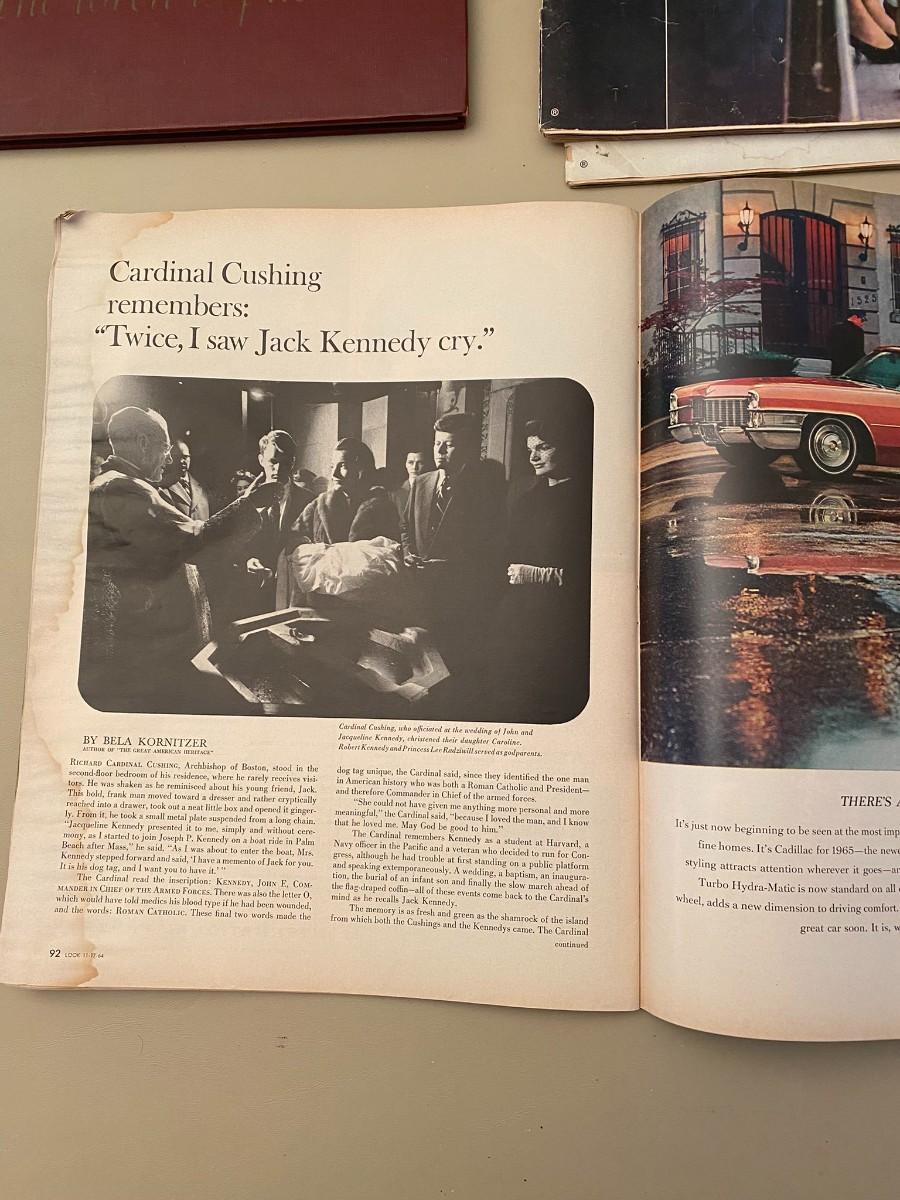 ®
®
Cardinal Cushing
remembers:
“Twice, I saw Jack Kennedy cry.”
1525
Cardinal Cushing, who officiated at the wedding of John and
Jacqueline Kennedy, christened their daughter Caroline.
Robert Kennedy and Princess Lee Radziwill served as godparents.
BY BELA KORNITZER
AUTHOR OF “THE GREAT AMERICAN HERITAGE”
RICHARD CARDINAL CUSHING, Archbishop of Boston, stood in the
second-floor bedroom of his residence, where he rarely receives visi-
tors. He was shaken as he reminisced about his young friend, Jack.
This bold, frank man moved toward a dresser and rather cryptically
reached into a drawer, took out a neat little box and opened it ginger-
ly. From it, he took a small metal plate suspended from a long chain.
“Jacqueline Kennedy presented it to me, simply and without cere-
mony, as I started to join Joseph P. Kennedy on a boat ride in Palm
Beach after Mass,” he said. “As I was about to enter the boat, Mrs.
Kennedy stepped forward and said, ‘I have a memento of Jack for you.
It is his dog tag, and I want you to have it.’ ”
The Cardinal read the inscription: KENNEDY, JOHN F., COM-
MANDER IN CHIEF OF THE ARMED FORCES. There was also the letter O,
which would have told medics his blood type if he had been wounded,
and the words: ROMAN CATHOLIC. These final two words made the
dog tag unique, the Cardinal said, since they identified the one man
in American history who was both a Roman Catholic and President—
and therefore Commander in Chief of the armed forces.
“She could not have given me anything more personal and more
meaningful,” the Cardinal said, “because I loved the man, and I know
that he loved me. May God be good to him.”
The Cardinal remembers Kennedy as a student at Harvard, a
Navy officer in the Pacific and a veteran who decided to run for Con-
gress, although he had trouble at first standing on a public platform
and speaking extemporaneously. A wedding, a baptism, an inaugura-
tion, the burial of an infant son and finally the slow march ahead of
the flag-draped coffin—all of these events come back to the Cardinal’s
mind as he recalls Jack Kennedy.
The memory is as fresh and green as the shamrock of the island
from which both the Cushings and the Kennedys came. The Cardinal
continued
92 LOOK 11-17-64
THERE’S
It’s just now beginning to be seen at the most
fine homes. It’s Cadillac for 1965—the
styling attracts attention wherever it goes—
Turbo Hydra-Matic is now standard on all
wheel, adds a new dimension to driving comfort.
great car soon. It is,